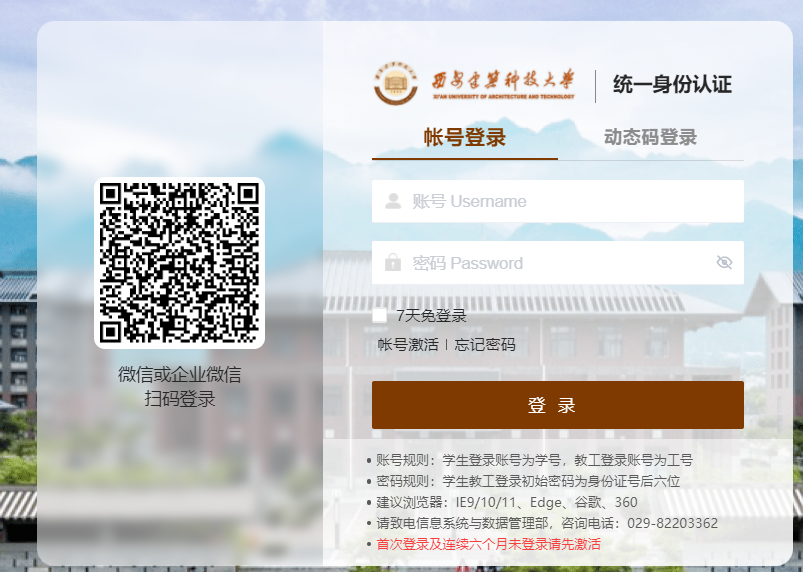 西安建筑科技大学
XI'AN UNIVERSITY OF ARCHITECTURE AND TECHNOLOGY
统一身份认证
帐号登录
动态码登录
账号 Username
密码 Password
7天免登录
帐号激活 | 忘记密码
登 录
微信或企业微信
扫码登录
• 账号规则：学生登录账号为学号，教工登录账号为工号
• 密码规则：学生教工登录初始密码为身份证号后六位
• 建议浏览器：IE9/10/11、Edge、谷歌、360
• 请致电信息系统与数据管理部，咨询电话：029-82203362
• 首次登录及连续六个月未登录请先激活